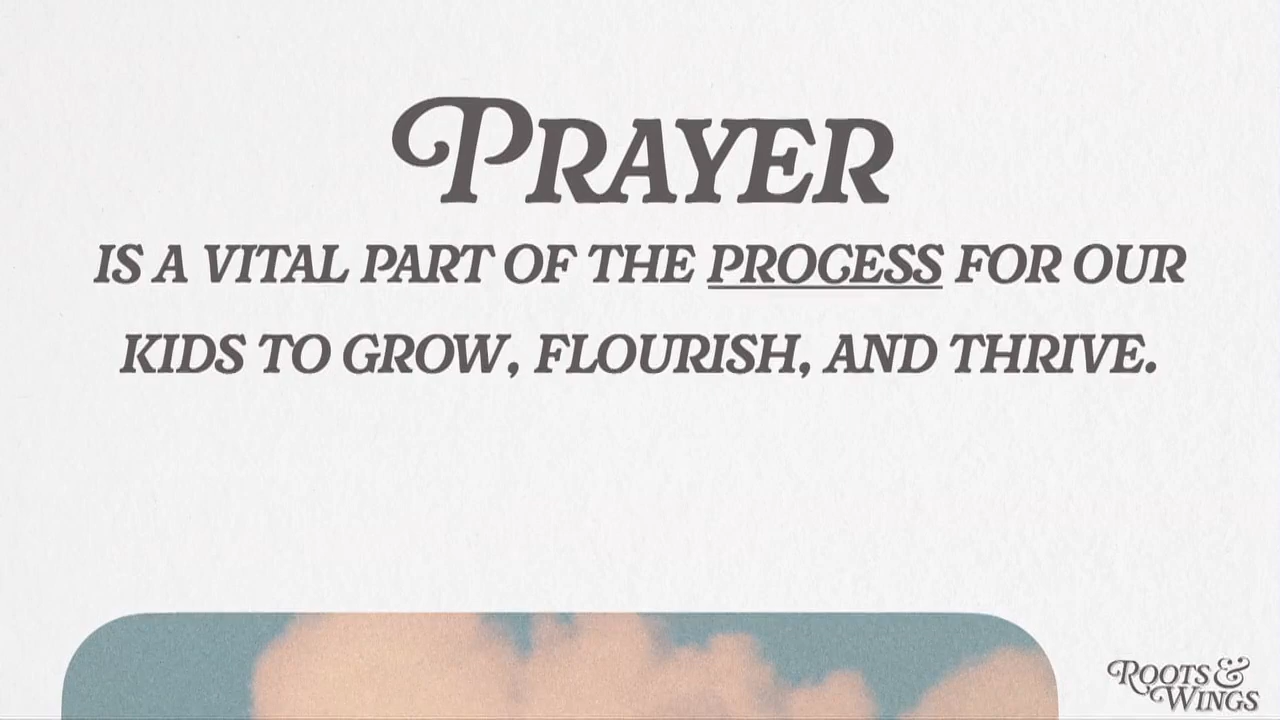 PRAYER
IS A VITAL PART OF THE PROCESS FOR OUR
KIDS TO GROW, FLOURISH, AND THRIVE.
ROOTS &
WINGS